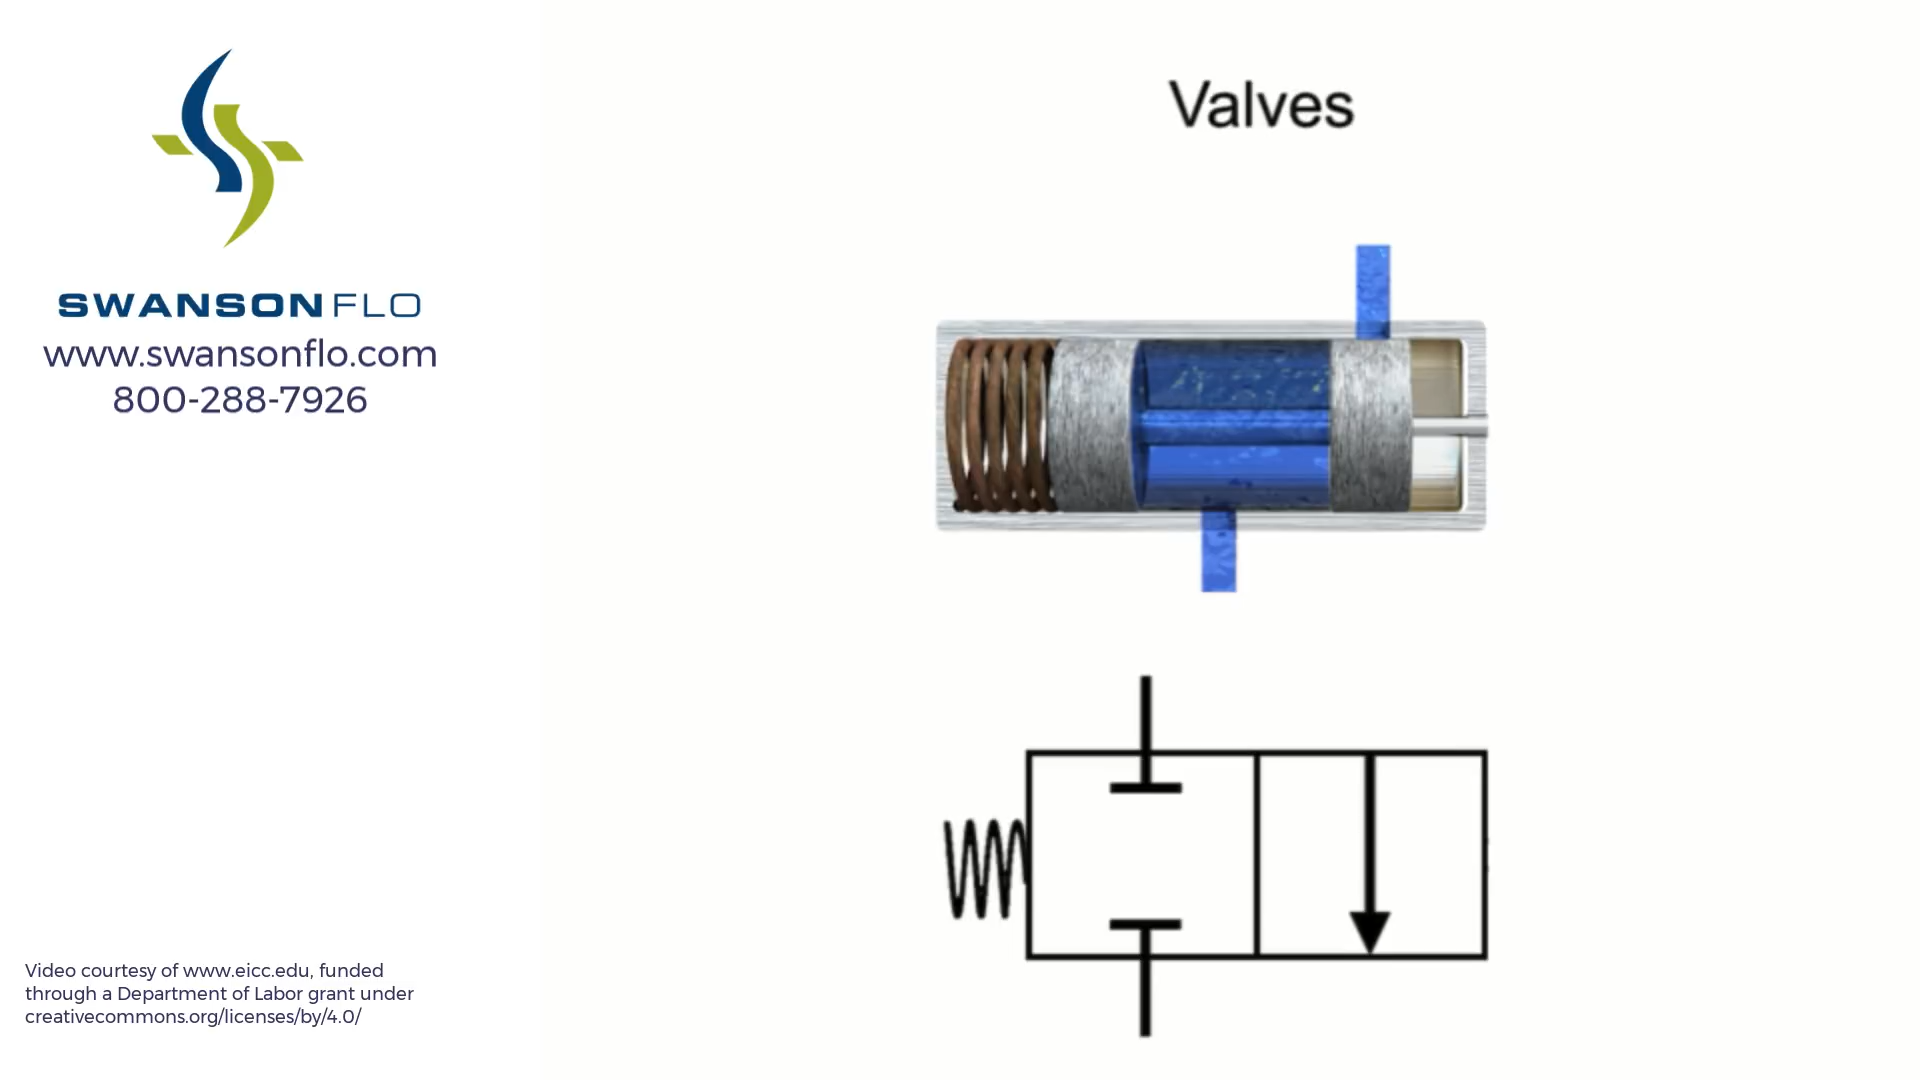 SWANSONFLO
www.swansonflo.com
800-288-7926
Valves
Video courtesy of www.eicc.edu, funded
through a Department of Labor grant under
creativecommons.org/licenses/by/4.0/